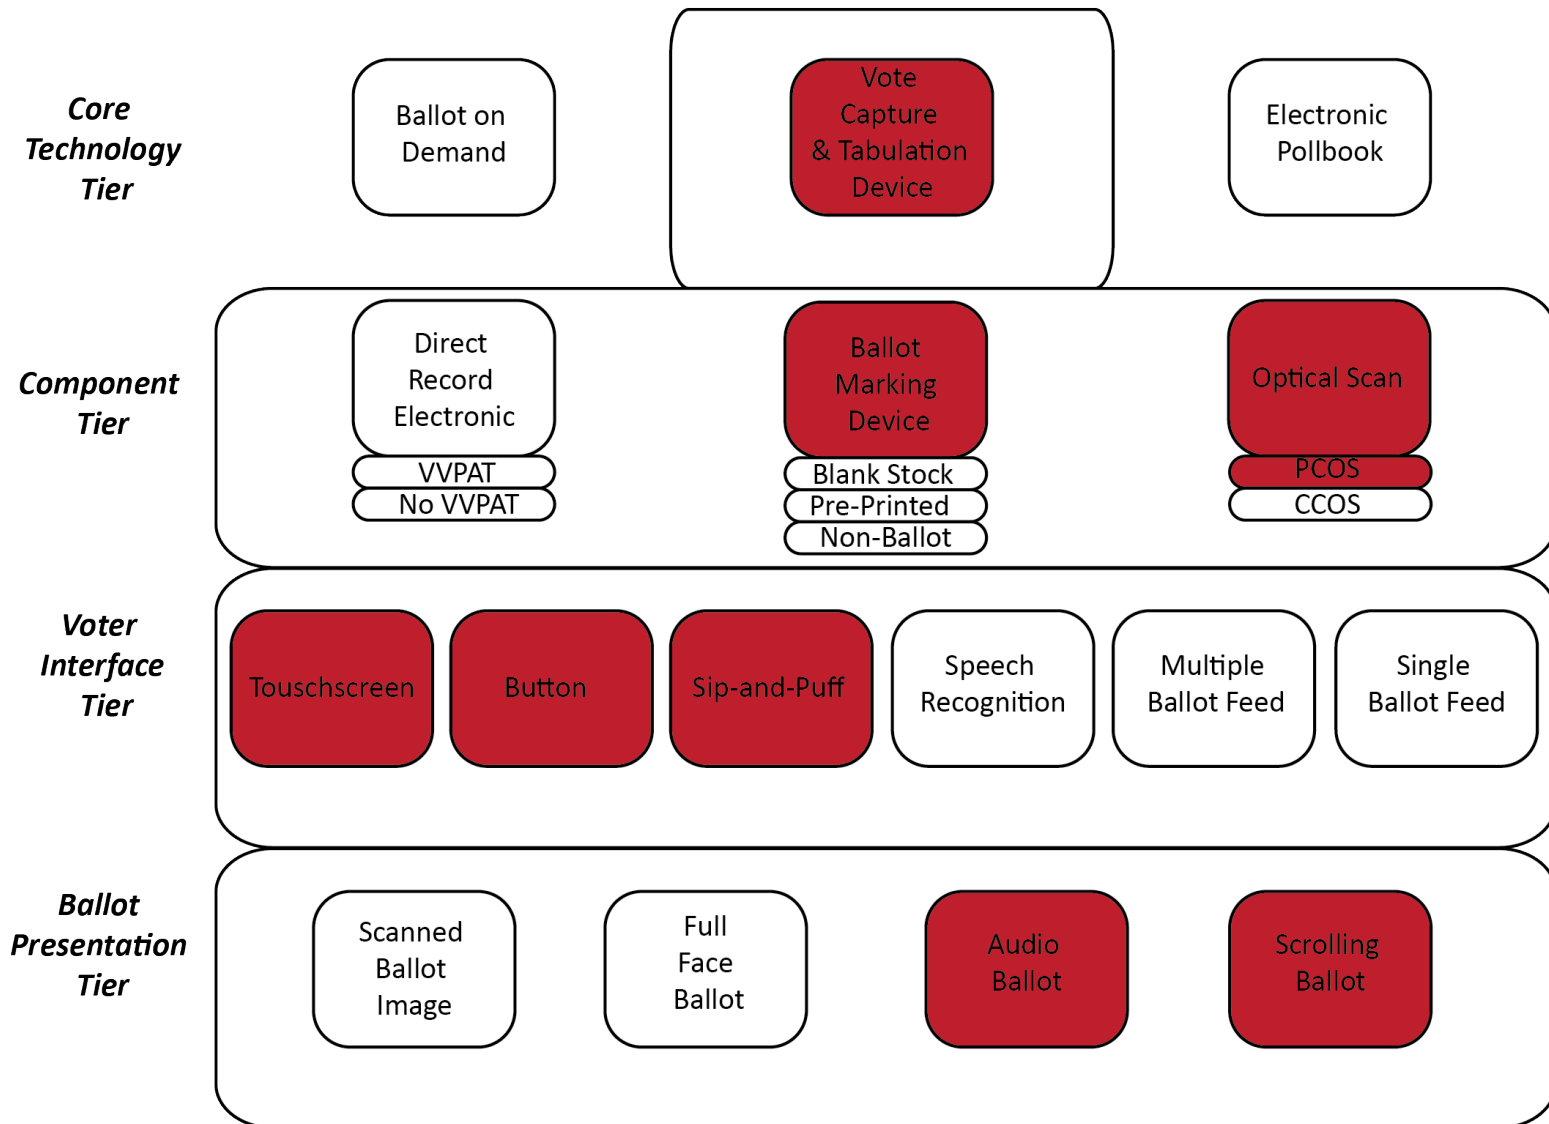 Core
Technology
Tier
Ballot on
Demand
Vote
Capture
& Tabulation
Device
Electronic
Pollbook
Component
Tier
Direct
Record
Electronic
VVPAT
No VVPAT
Ballot
Marking
Device
Blank Stock
Pre-Printed
Non-Ballot
Optical Scan
PCOS
CCOS
Voter
Interface
Tier
Touschscreen
Button
Sip-and-Puff
Speech
Recognition
Multiple
Ballot Feed
Single
Ballot Feed
Ballot
Presentation
Tier
Scanned
Ballot
Image
Full
Face
Ballot
Audio
Ballot
Scrolling
Ballot